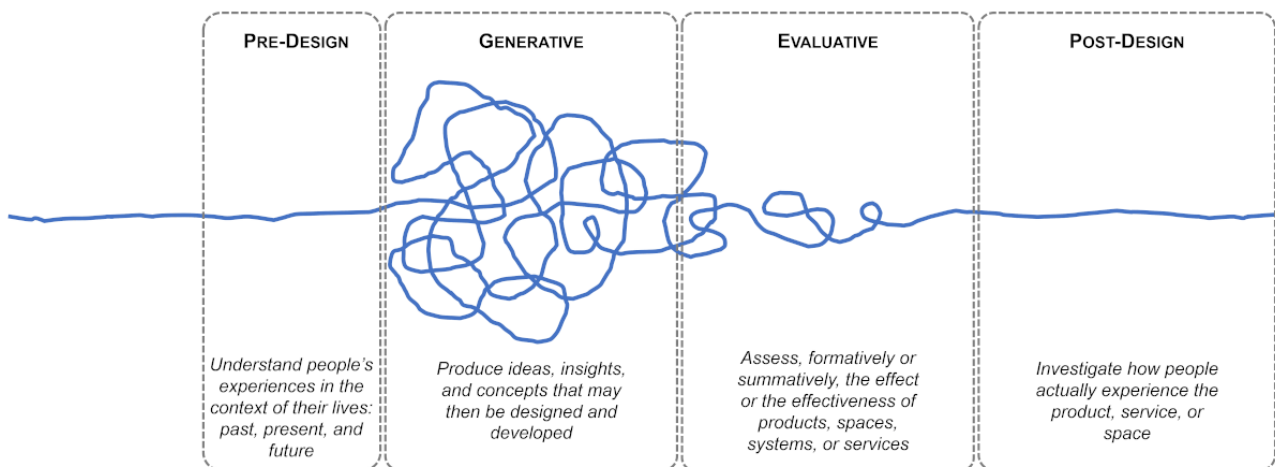 PRE-DESIGN
GENERATIVE
EVALUATIVE
POST-DESIGN
Understand people's
experiences in the
context of their lives:
past, present, and
future
Produce ideas, insights,
and concepts that may
then be designed and
developed
Assess, formatively or
summatively, the effect
or the effectiveness of
products, spaces,
systems, or services
Investigate how people
actually experience the
product, service, or
space